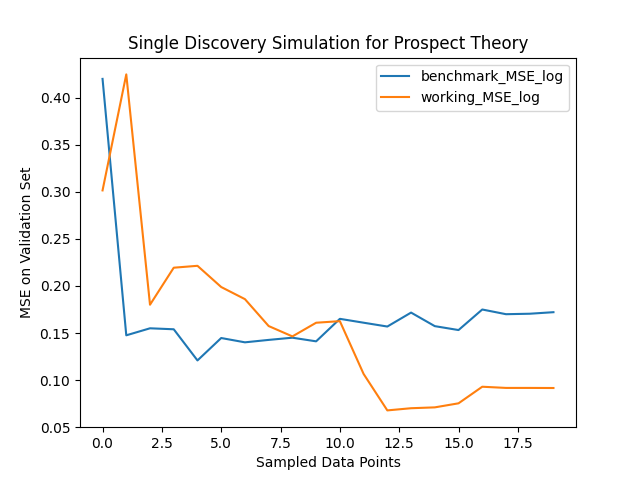 Single Discovery Simulation for Prospect Theory
benchmark_MSE_log
working_MSE_log
MSE on Validation Set
0.40
0.35
0.30
0.25
0.20
0.15
0.10
0.05
0.0 2.5 5.0 7.5 10.0 12.5 15.0 17.5
Sampled Data Points